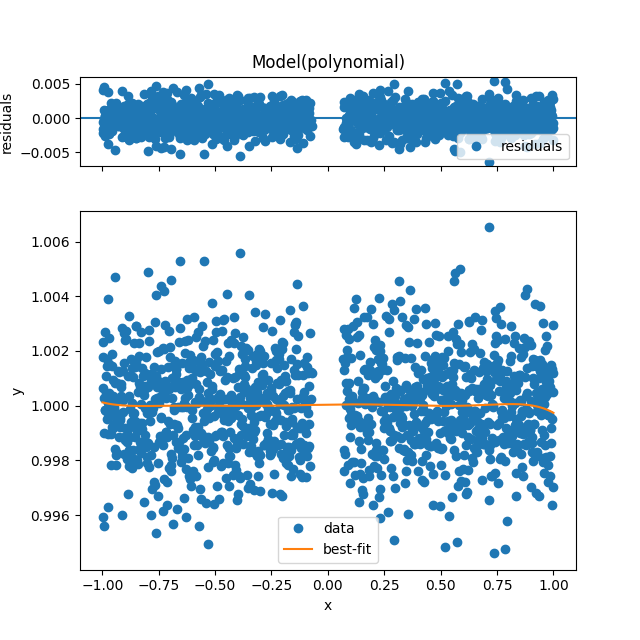 Model(polynomial)
0.005
0.000
−0.005
residuals
residuals
1.006
1.004
1.002
1.000
0.998
0.996
y
data
best-fit
−1.00 −0.75 −0.50 −0.25 0.00 0.25 0.50 0.75 1.00
x